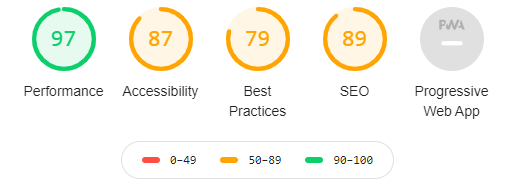 97 87 79 89 PWA
Performance Accessibility Best Practices SEO Progressive Web App
0–49 50–89 90–100